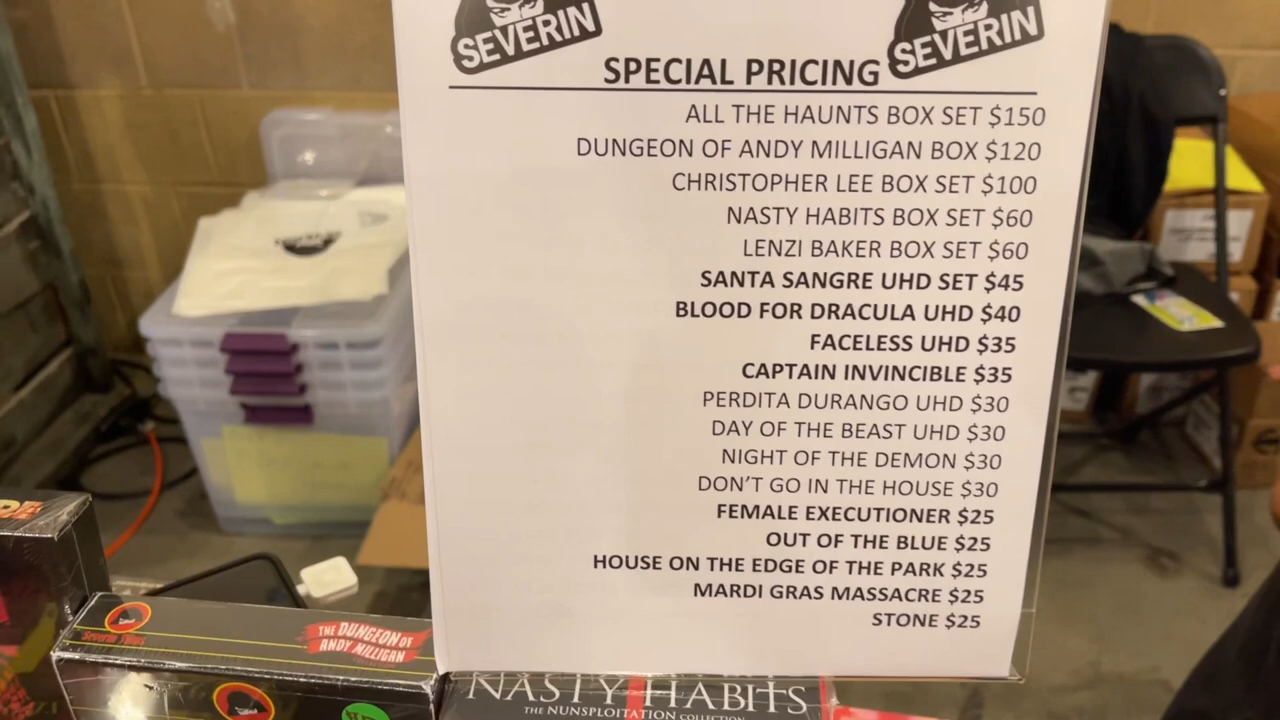 SEVERIN
SEVERIN
SPECIAL PRICING
ALL THE HAUNTS BOX SET $150
DUNGEON OF ANDY MILLIGAN BOX $120
CHRISTOPHER LEE BOX SET $100
NASTY HABITS BOX SET $60
LENZI BAKER BOX SET $60
SANTA SANGRE UHD SET $45
BLOOD FOR DRACULA UHD $40
FACELESS UHD $35
CAPTAIN INVINCIBLE $35
PERDITA DURANGO UHD $30
DAY OF THE BEAST UHD $30
NIGHT OF THE DEMON $30
DON'T GO IN THE HOUSE $30
FEMALE EXECUTIONER $25
OUT OF THE BLUE $25
HOUSE ON THE EDGE OF THE PARK $25
MARDI GRAS MASSACRE $25
STONE $25
THE DUNGEON OF
ANDY MILLIGAN
NASTY HABITS
THE NUNSPLOITATION COLLECTION